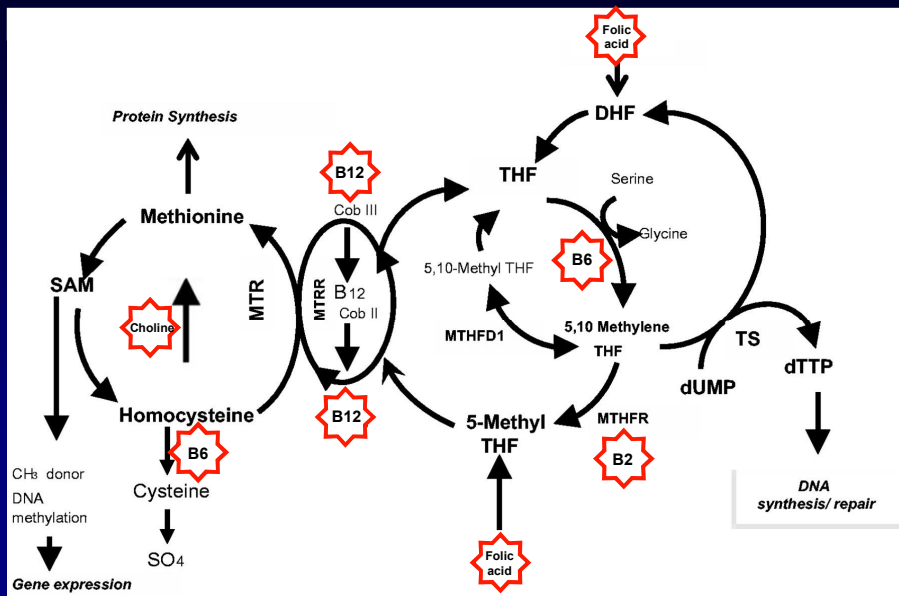 Folic
acid
DHF
Protein Synthesis
B12
THF
Serine
Cob III
Methionine
Glycine
B6
5,10-Methyl THF
SAM
MTR
MTRR
B12
Choline
Cob II
MTHFD1
5,10 Methylene
THF
TS
dUMP
dTTP
Homocysteine
B12
5-Methyl
THF
MTHFR
B6
B2
CH3 donor
Cysteine
DNA
methylation
DNA
synthesis/ repair
SO4
Folic
acid
Gene expression